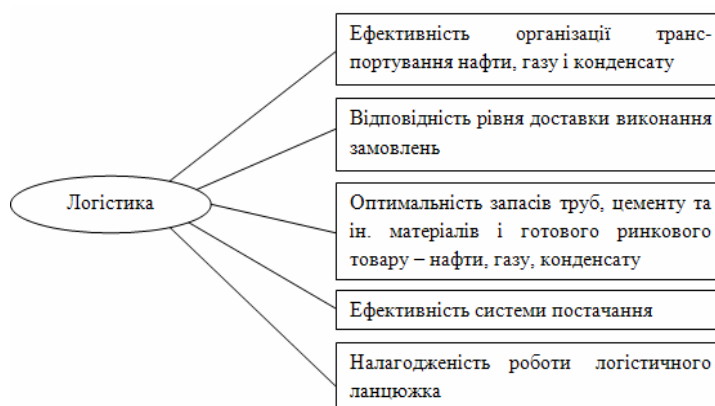 Ефективність організації транс-
портування нафти, газу і конденсату
Відповідність рівня доставки виконання
замовлень
Логістика
Оптимальність запасів труб, цементу та
ін. матеріалів і готового ринкового
товару – нафти, газу, конденсату
Ефективність системи постачання
Налагодженість роботи логістичного
ланцюжка